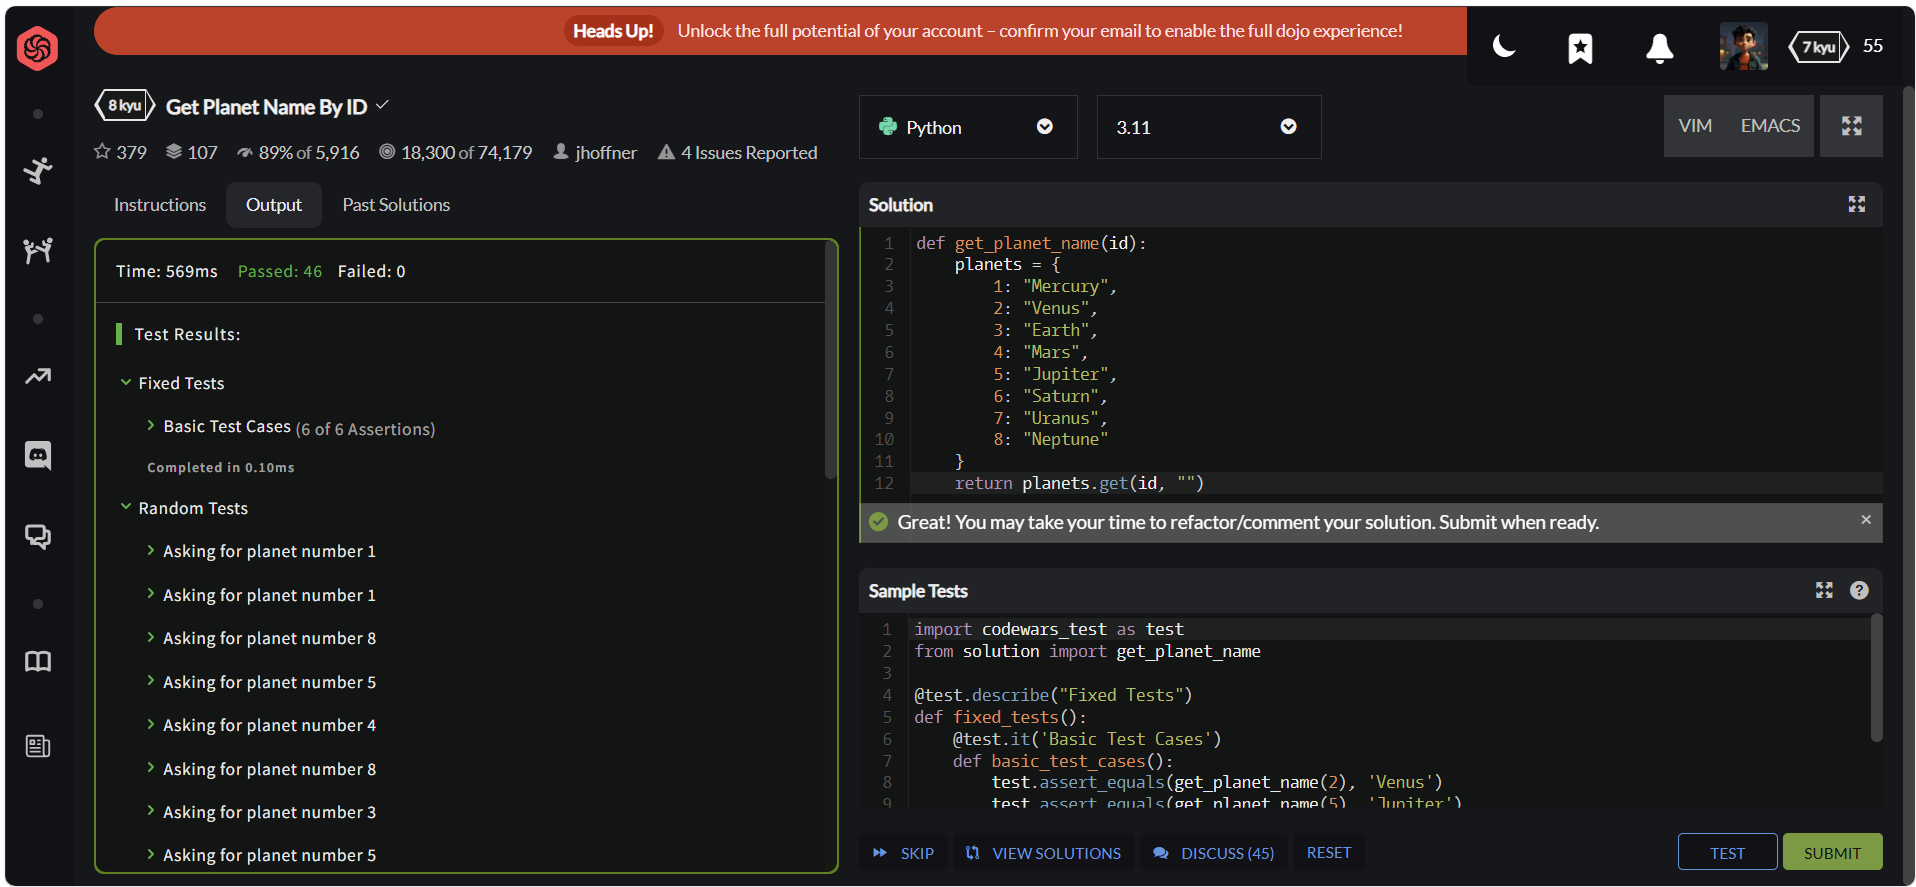 Heads Up! Unlock the full potential of your account – confirm your email to enable the full dojo experience!
7 kyu 55
8 kyu Get Planet Name By ID
379 107 89% of 5,916 18,300 of 74,179 jhoffner 4 Issues Reported
Instructions Output Past Solutions
Time: 569ms Passed: 46 Failed: 0
Test Results:
Fixed Tests
Basic Test Cases (6 of 6 Assertions)
Completed in 0.10ms
Random Tests
Asking for planet number 1
Asking for planet number 1
Asking for planet number 8
Asking for planet number 5
Asking for planet number 4
Asking for planet number 8
Asking for planet number 3
Asking for planet number 5
Python 3.11 VIM EMACS
Solution
1 def get_planet_name(id):
2 planets = {
3 1: "Mercury",
4 2: "Venus",
5 3: "Earth",
6 4: "Mars",
7 5: "Jupiter",
8 6: "Saturn",
9 7: "Uranus",
10 8: "Neptune"
11 }
12 return planets.get(id, "")
Great! You may take your time to refactor/comment your solution. Submit when ready.
Sample Tests
1 import codewars_test as test
2 from solution import get_planet_name
3
4 @test.describe("Fixed Tests")
5 def fixed_tests():
6 @test.it('Basic Test Cases')
7 def basic_test_cases():
8 test.assert_equals(get_planet_name(2), 'Venus')
9 test.assert_equals(get_planet_name(5), 'Jupiter')
SKIP VIEW SOLUTIONS DISCUSS (45) RESET TEST SUBMIT